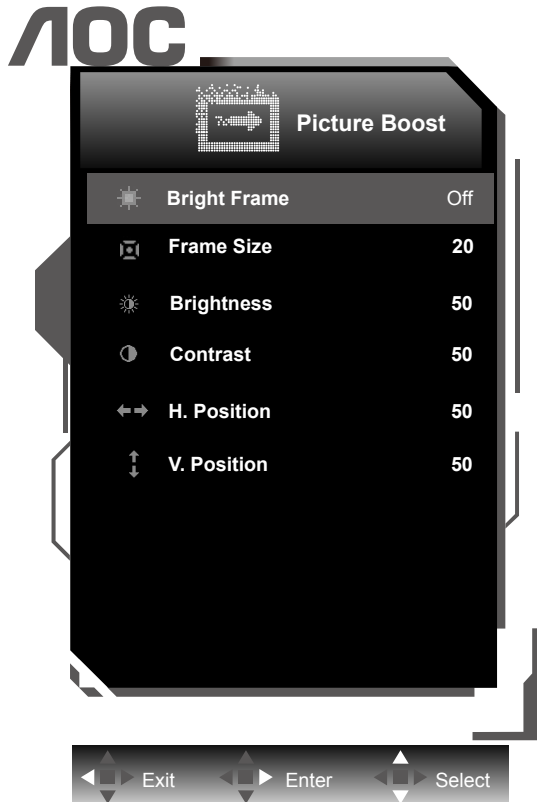 AOC
Picture Boost
Bright Frame Off
Frame Size 20
Brightness 50
Contrast 50
H. Position 50
V. Position 50
Exit Enter Select